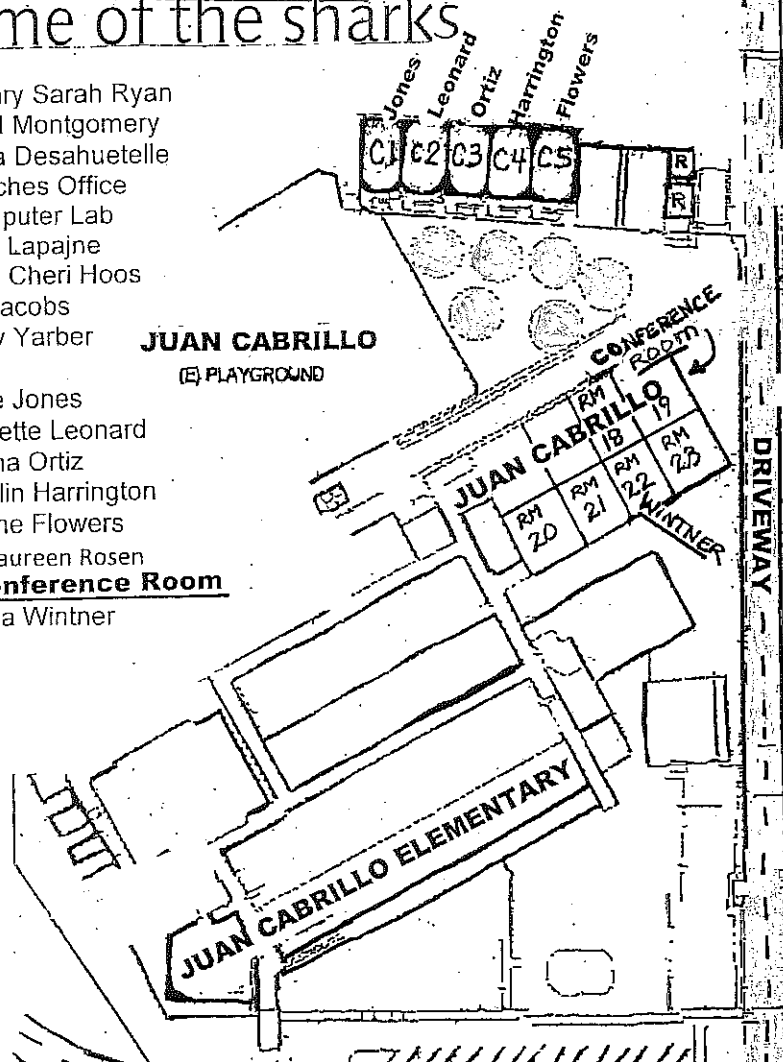 me of the sharks
ry Sarah Ryan
l Montgomery
a Desahuetelle
ches Office
puter Lab
Lapajne
Cheri Hoos
acobs
y Yarber
e Jones
ette Leonard
na Ortiz
lin Harrington
ne Flowers
aureen Rosen
nference Room
a Wintner
Jones
Leonard
Ortiz
Harrington
Flowers
C1 C2 C3 C4 C5
R
R
JUAN CABRILLO
(E) PLAYGROUND
CONFERENCE
ROOM
JUAN CABRILLO
RM
18
19
RM
20
RM
21
RM
22
RM
23
WINTNER
DRIVEWAY
JUAN CABRILLO ELEMENTARY